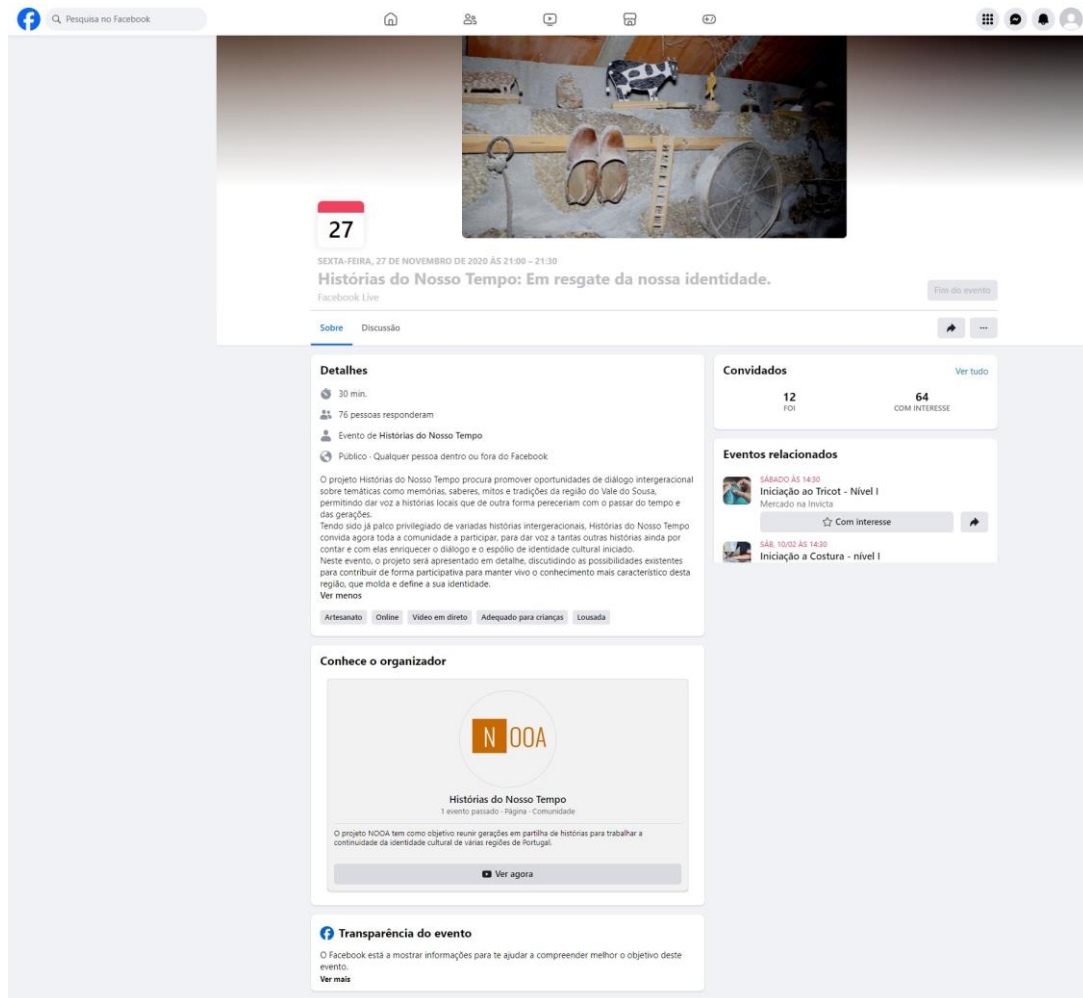 Pesquisa no Facebook
27
SEXTA-FEIRA, 27 DE NOVEMBRO DE 2020 ÀS 21:00 – 21:30
Histórias do Nosso Tempo: Em resgate da nossa identidade.
Facebook Live
Fim do evento
Sobre Discussão
Detalhes
30 min.
76 pessoas responderam
Evento de Histórias do Nosso Tempo
Público · Qualquer pessoa dentro ou fora do Facebook
O projeto Histórias do Nosso Tempo procura promover oportunidades de diálogo intergeracional
sobre temáticas como memórias, saberes, mitos e tradições da região do Vale do Sousa,
permitindo dar voz a histórias locais que de outra forma pereceriam com o passar do tempo e
das gerações.
Tendo sido já palco privilegiado de variadas histórias intergeracionais, Histórias do Nosso Tempo
convida agora toda a comunidade a participar, para dar voz a tantas outras histórias ainda por
contar e com elas enriquecer o diálogo e o espólio de identidade cultural iniciado.
Neste evento, o projeto será apresentado em detalhe, discutidindo as possibilidades existentes
para contribuir de forma participativa para manter vivo o conhecimento mais característico desta
região, que molda e define a sua identidade.
Ver menos
Artesanato Online Vídeo em direto Adequado para crianças Lousada
Conhece o organizador
N OOA
Histórias do Nosso Tempo
1 evento passado · Página · Comunidade
O projeto NOOA tem como objetivo reunir gerações em partilha de histórias para trabalhar a
continuidade da identidade cultural de várias regiões de Portugal.
Ver agora
Transparência do evento
O Facebook está a mostrar informações para te ajudar a compreender melhor o objetivo deste
evento.
Ver mais
Convidados Ver tudo
12 64
FOI COM INTERESSE
Eventos relacionados
SÁBADO ÀS 14:30
Iniciação ao Tricot - Nível I
Mercado na Invicta
Com interesse
SÁB, 10/02 ÀS 14:30
Iniciação a Costura - nível I